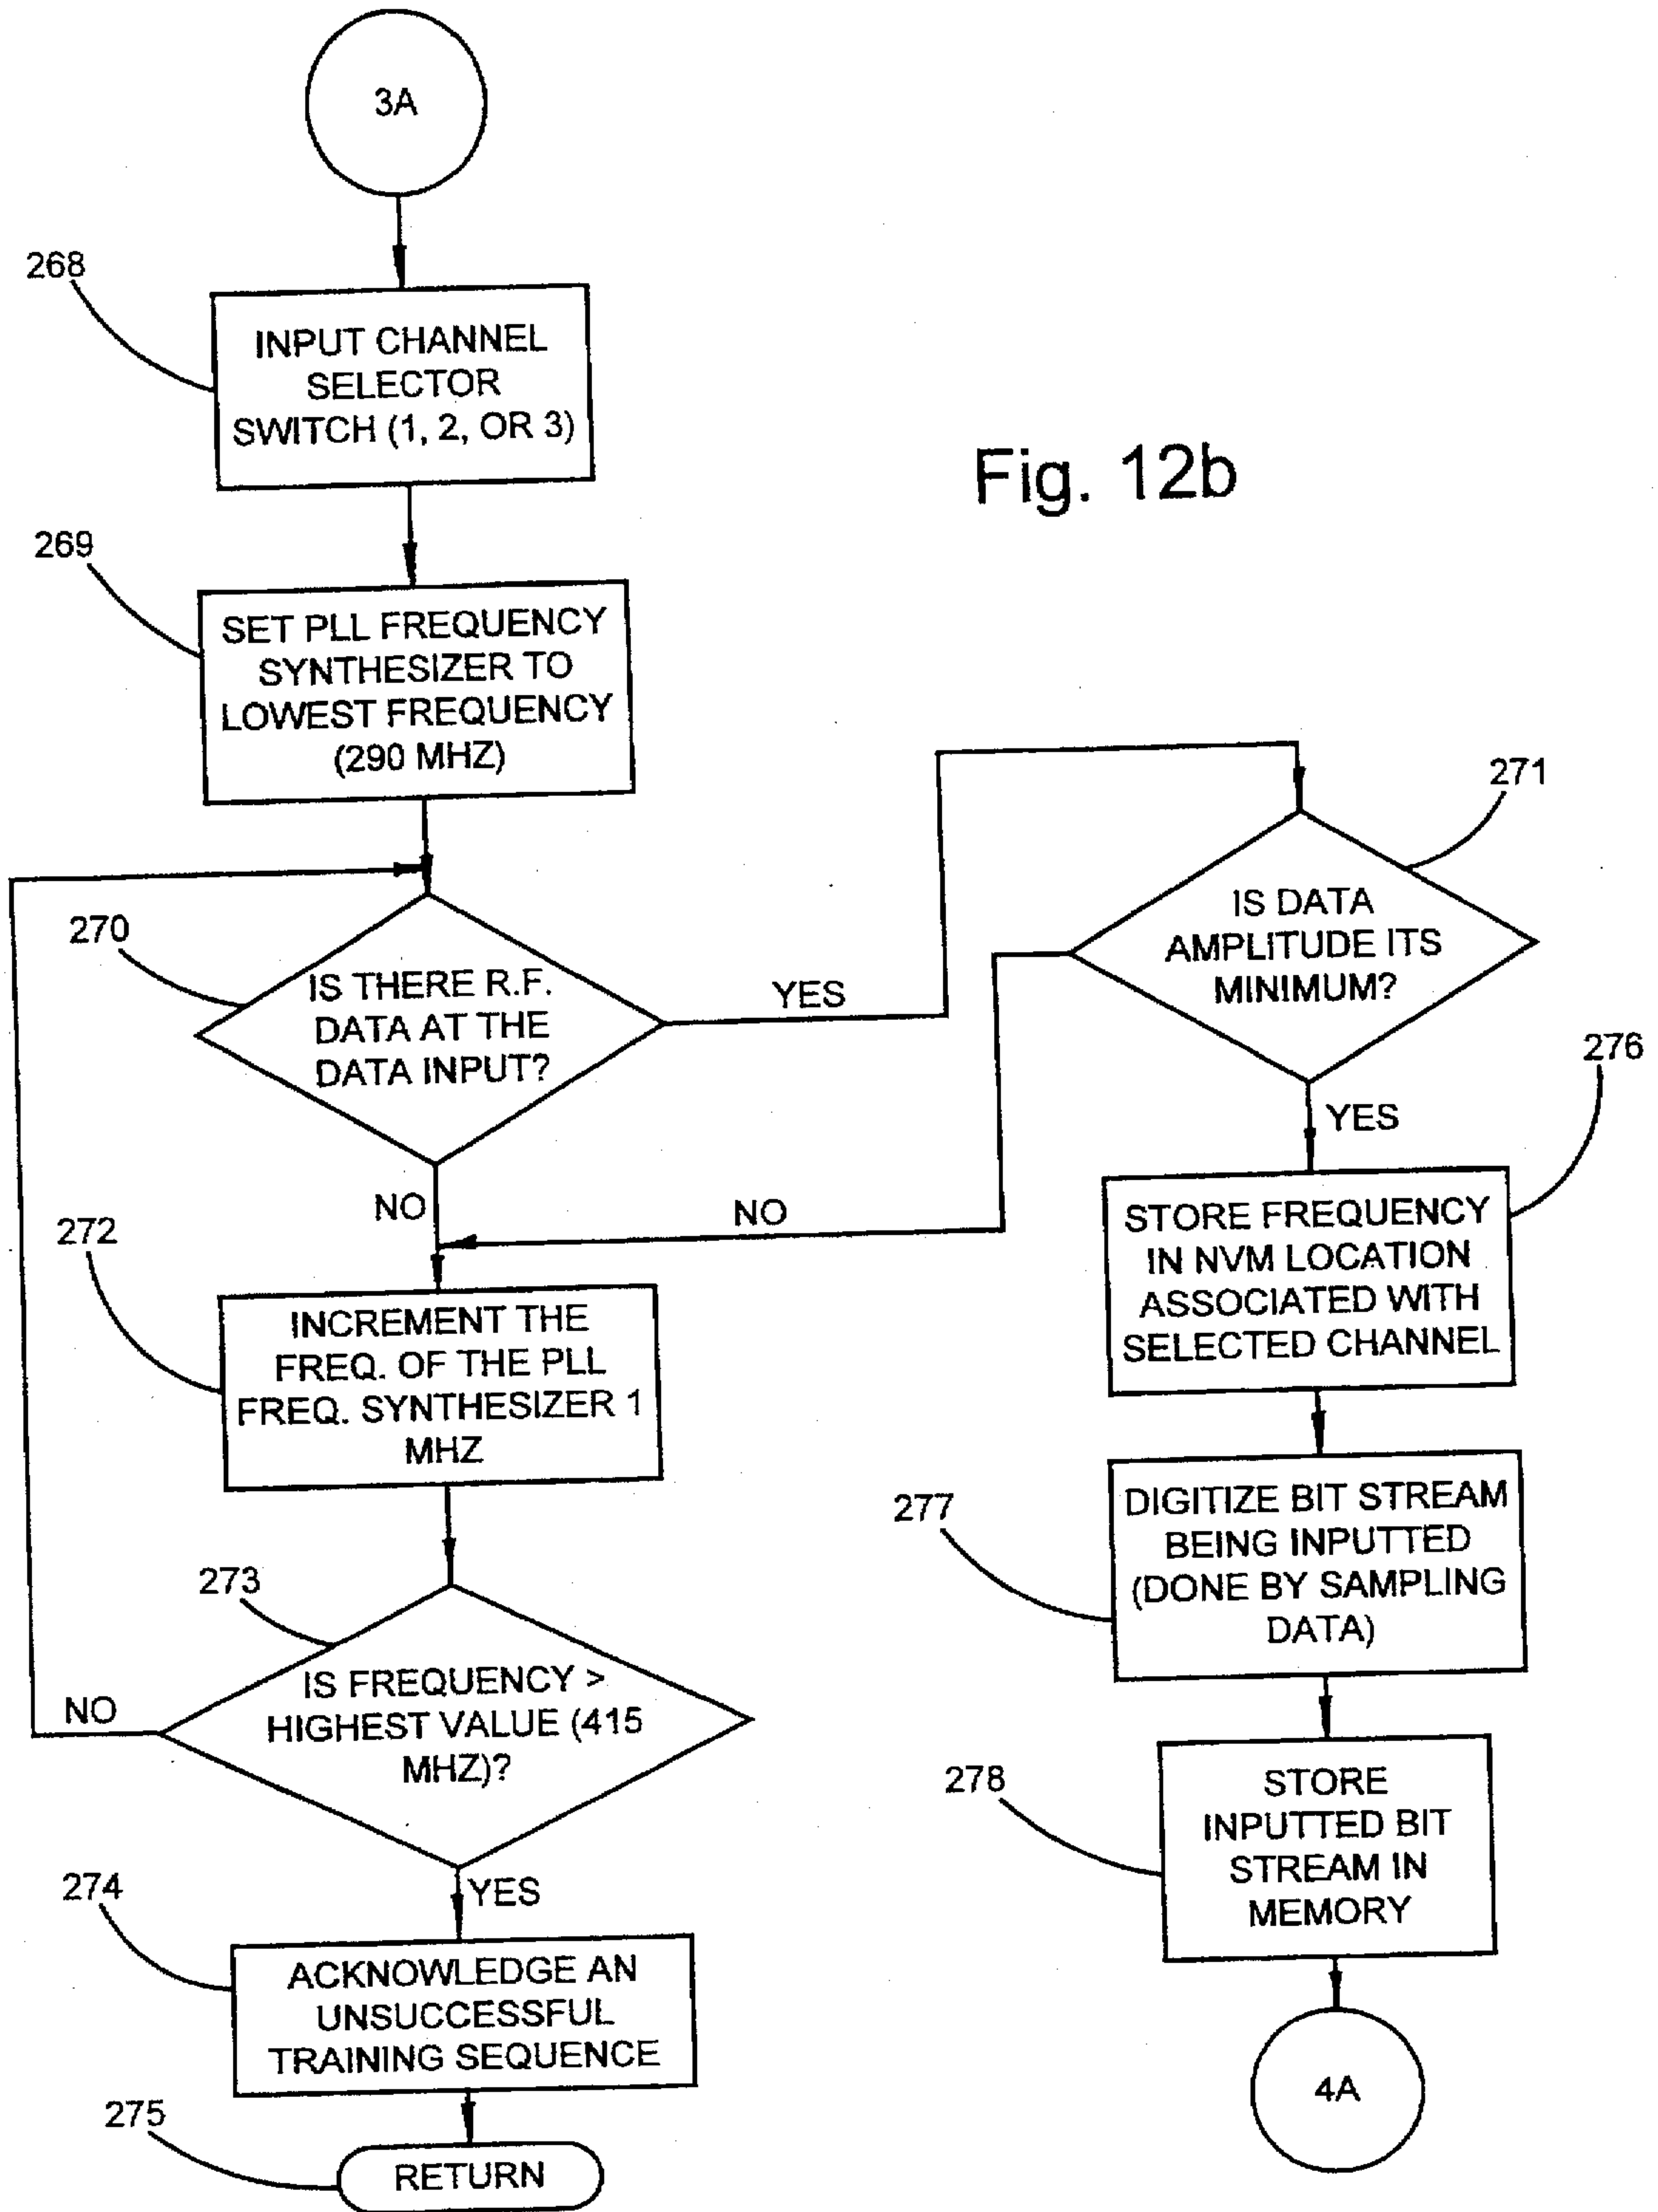 3A
268
INPUT CHANNEL
SELECTOR
SWITCH (1, 2, OR 3)
Fig. 12b
269
SET PLL FREQUENCY
SYNTHESIZER TO
LOWEST FREQUENCY
(290 MHZ)
270
IS THERE R.F.
DATA AT THE
DATA INPUT?
YES
NO
271
IS DATA
AMPLITUDE ITS
MINIMUM?
YES
NO
272
INCREMENT THE
FREQ. OF THE PLL
FREQ. SYNTHESIZER 1
MHZ
273
IS FREQUENCY >
HIGHEST VALUE (415
MHZ)?
NO
YES
274
ACKNOWLEDGE AN
UNSUCCESSFUL
TRAINING SEQUENCE
275
RETURN
276
STORE FREQUENCY
IN NVM LOCATION
ASSOCIATED WITH
SELECTED CHANNEL
277
DIGITIZE BIT STREAM
BEING INPUTTED
(DONE BY SAMPLING
DATA)
278
STORE
INPUTTED BIT
STREAM IN
MEMORY
4A